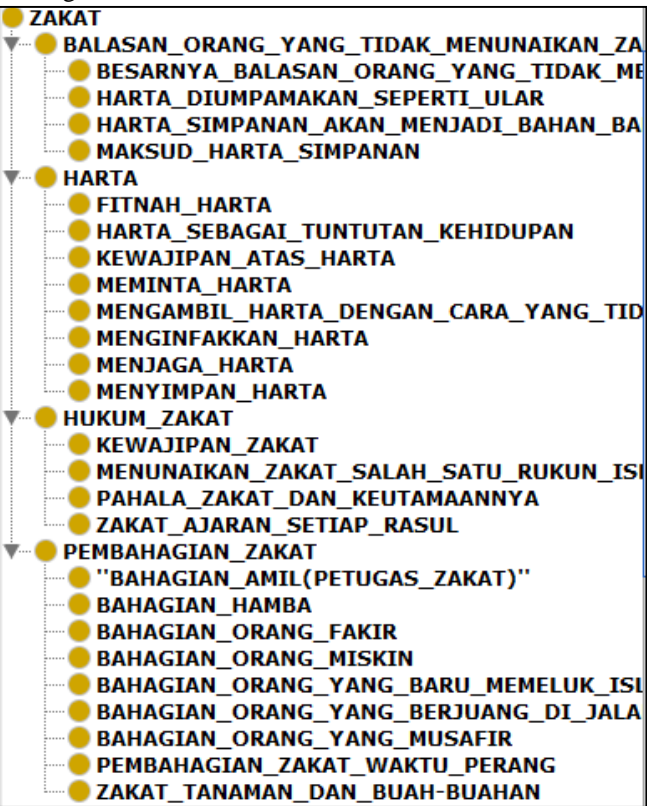 ZAKAT
BALASAN_ORANG_YANG_TIDAK_MENUNAIKAN_ZA
BESARNYA_BALASAN_ORANG_YANG_TIDAK_ME
HARTA_DIUMPAMAKAN_SEPERTI_ULAR
HARTA_SIMPANAN_AKAN_MENJADI_BAHAN_BA
MAKSUD_HARTA_SIMPANAN
HARTA
FITNAH_HARTA
HARTA_SEBAGAI_TUNTUTAN_KEHIDUPAN
KEWAJIPAN_ATAS_HARTA
MEMINTA_HARTA
MENGAMBIL_HARTA_DENGAN_CARA_YANG_TID
MENGINFAKKAN_HARTA
MENJAGA_HARTA
MENYIMPAN_HARTA
HUKUM_ZAKAT
KEWAJIPAN_ZAKAT
MENUNAIKAN_ZAKAT_SALAH_SATU_RUKUN_ISI
PAHALA_ZAKAT_DAN_KEUTAMAANNYA
ZAKAT_AJARAN_SETIAP_RASUL
PEMBAHAGIAN_ZAKAT
"BAHAGIAN_AMIL(PETUGAS_ZAKAT)"
BAHAGIAN_HAMBA
BAHAGIAN_ORANG_FAKIR
BAHAGIAN_ORANG_MISKIN
BAHAGIAN_ORANG_YANG_BARU_MEMELUK_ISL
BAHAGIAN_ORANG_YANG_BERJUANG_DI_JALA
BAHAGIAN_ORANG_YANG_MUSAFIR
PEMBAHAGIAN_ZAKAT_WAKTU_PERANG
ZAKAT_TANAMAN_DAN_BUAH-BUAHAN